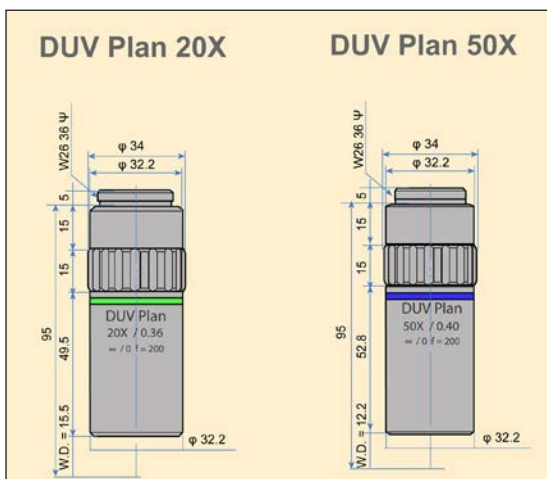 DUV Plan 20X
DUV Plan 50X
W26 36 Ψ
φ 34
φ 32.2
5
15
15
95
49.5
W.D. = 15.5
DUV Plan
20X / 0.36
∞ / 0 f = 200
φ 32.2
W26 36 Ψ
φ 34
φ 32.2
5
15
15
95
52.8
W.D. = 12.2
DUV Plan
50X / 0.40
∞ / 0 f = 200
φ 32.2